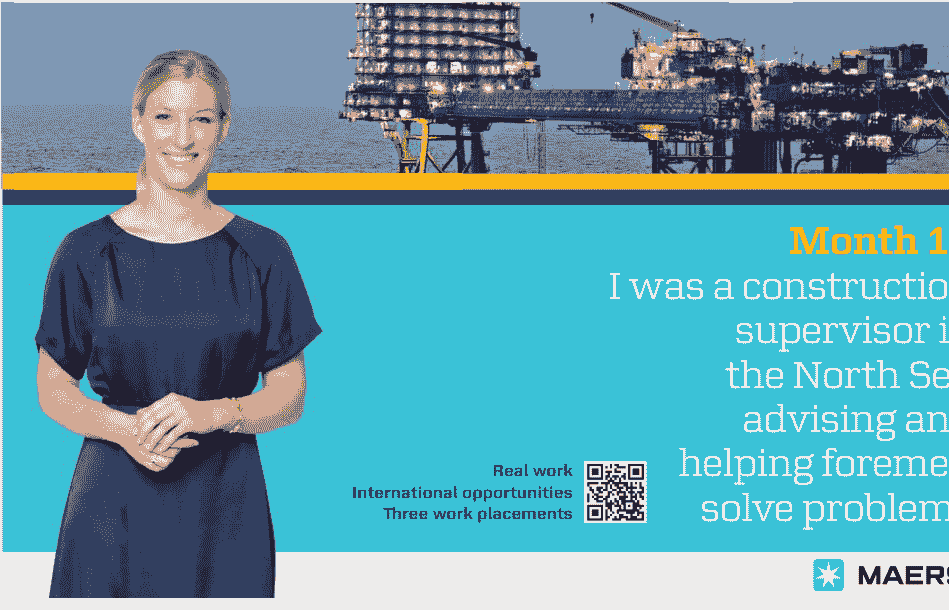 Month 1
I was a constructio
supervisor i
the North Se
advising an
helping foreme
solve problem
Real work
International opportunities
Three work placements
MAERS